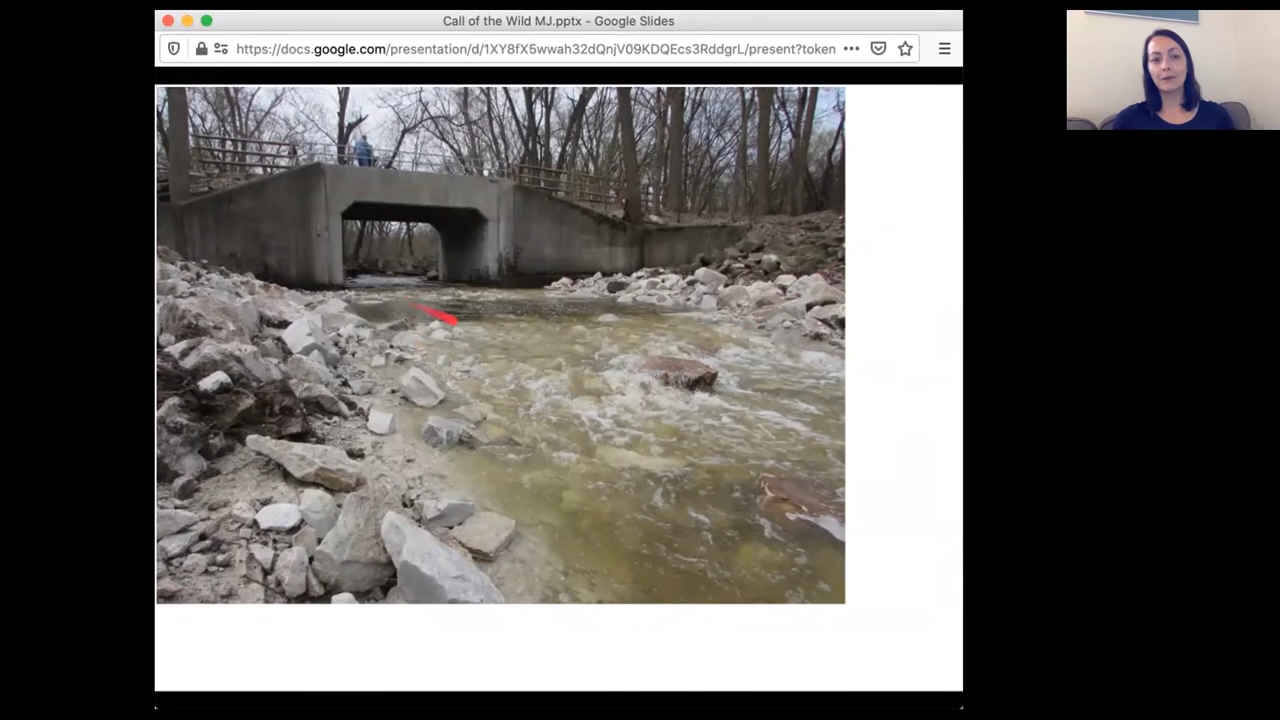 Call of the Wild MJ.pptx - Google Slides
https://docs.google.com/presentation/d/1XY8fX5wwah32dQnjV09KDQEcs3RddgrL/present?token